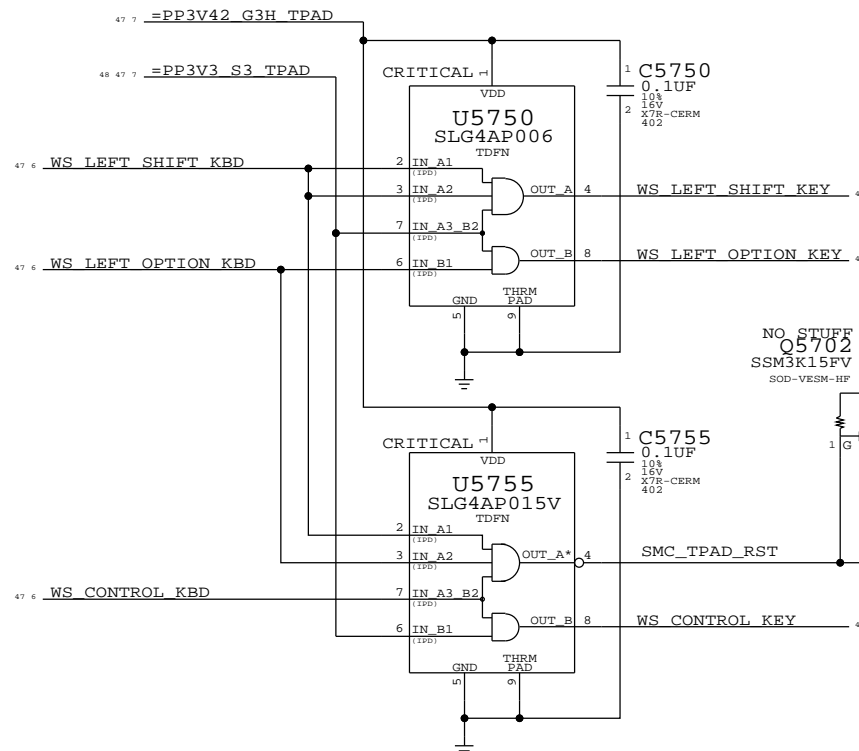 47 7 =PP3V42_G3H_TPAD
48 47 7 =PP3V3_S3_TPAD
CRITICAL 1
VDD
U5750
SLG4AP006
TDFN
1 C5750
0.1UF
10%
16V
2 X7R-CERM
402
47 6 WS_LEFT_SHIFT_KBD 2 IN_A1
(IPD)
3 IN_A2 OUT_A 4 WS_LEFT_SHIFT_KEY 4
(IPD)
7 IN_A3_B2
(IPD)
OUT_B 8 WS_LEFT_OPTION_KEY 4
47 6 WS_LEFT_OPTION_KBD 6 IN_B1
(IPD)
GND THRM
PAD
5 9
NO STUFF
Q5702
SSM3K15FV
SOD-VESM-HF
1 G
CRITICAL 1
VDD
U5755
SLG4AP015V
TDFN
1 C5755
0.1UF
10%
16V
2 X7R-CERM
402
2 IN_A1
(IPD)
3 IN_A2 OUT_A* 4 SMC_TPAD_RST
(IPD)
47 6 WS_CONTROL_KBD 7 IN_A3_B2
(IPD)
OUT_B 8 WS_CONTROL_KEY 4
6 IN_B1
(IPD)
GND THRM
PAD
5 9